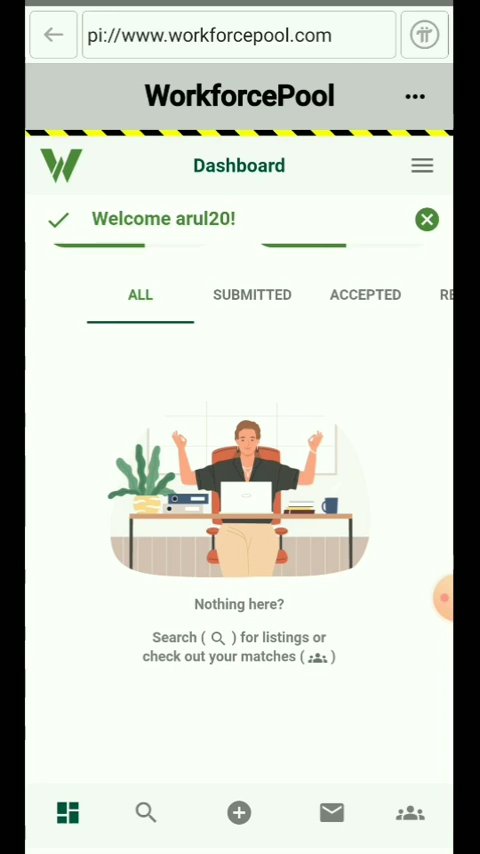 pi://www.workforcepool.com
WorkforcePool
Dashboard
Welcome arul20!
ALL SUBMITTED ACCEPTED RE
Nothing here?
Search ( ) for listings or
check out your matches ( )